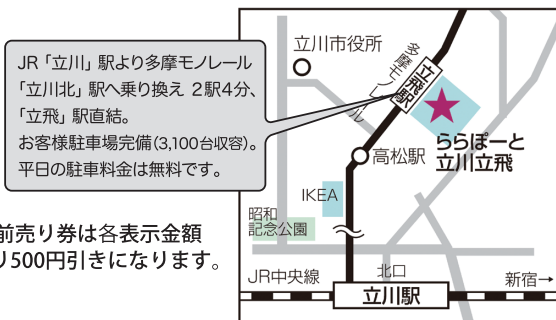 JR「立川」駅より多摩モノレール
「立川北」駅へ乗り換え 2駅4分、
「立飛」駅直結。
お客様駐車場完備(3,100台収容)。
平日の駐車料金は無料です。
前売り券は各表示金額
り500円引きになります。
立川市役所
多摩モノレール
立飛駅
ららぽーと
立川立飛
高松駅
IKEA
昭和
記念公園
JR中央線
北口
立川駅
新宿→